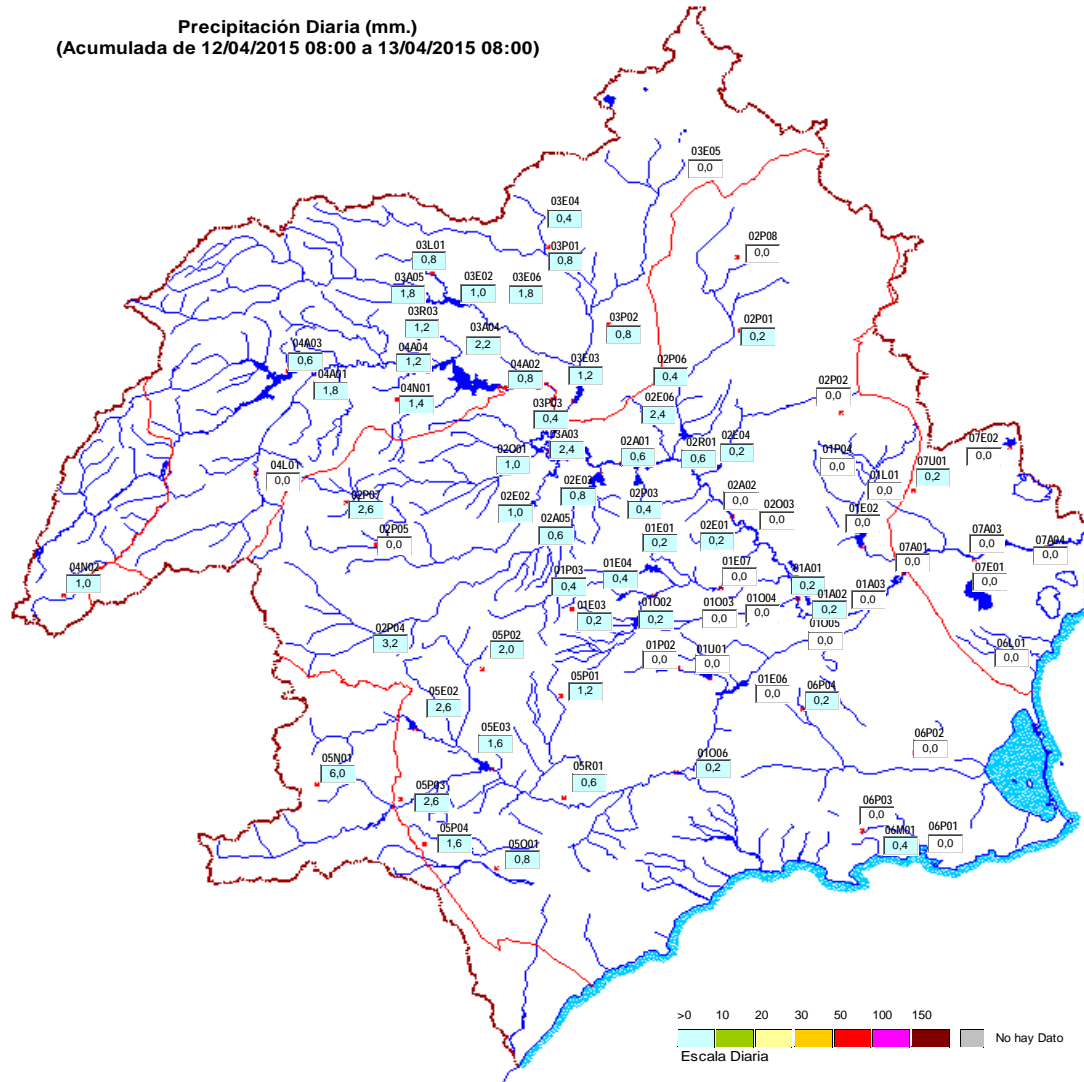 Precipitación Diaria (mm.)
(Acumulada de 12/04/2015 08:00 a 13/04/2015 08:00)
03E05
0,0
03E04
0,4
02P08
0,0
03P01
0,8
03L01
0,8
03A05
1,8
03E02
1,0
03E06
1,8
03R03
1,2
03P02
0,8
02P01
0,2
03A04
2,2
04A03
0,6
04A04
1,2
04A02
0,8
03E03
1,2
02P06
0,4
04A01
1,8
04N01
1,4
02P02
0,0
03P03
0,4
02E06
2,4
03A03
2,4
02O01
1,0
02A01
0,6
02R01
0,6
02E04
0,2
07E02
0,0
01P04
0,0
07U01
0,2
04L01
0,0
01L01
0,0
02E03
0,8
02P07
2,6
02E02
1,0
02P03
0,4
02A02
0,0
02O03
0,0
01E02
0,0
02A05
0,6
01E01
0,2
02E01
0,2
02P05
0,0
07A03
0,0
07A04
0,0
07A01
0,0
04N02
1,0
01P03
0,4
01E04
0,4
01E07
0,0
01A01
0,2
07E01
0,0
01A03
0,0
01E03
0,2
01O02
0,2
01O03
0,0
01O04
0,0
01A02
0,2
02P04
3,2
05P02
2,0
01O05
0,0
01P02
0,0
01U01
0,0
06L01
0,0
05P01
1,2
01E06
0,0
06P04
0,2
05E02
2,6
05E03
1,6
06P02
0,0
05N01
6,0
05R01
0,6
01O06
0,2
05P03
2,6
06P03
0,0
05P04
1,6
05O01
0,8
06M01
0,4
06P01
0,0
>0 10 20 30 50 100 150
No hay Dato
Escala Diaria